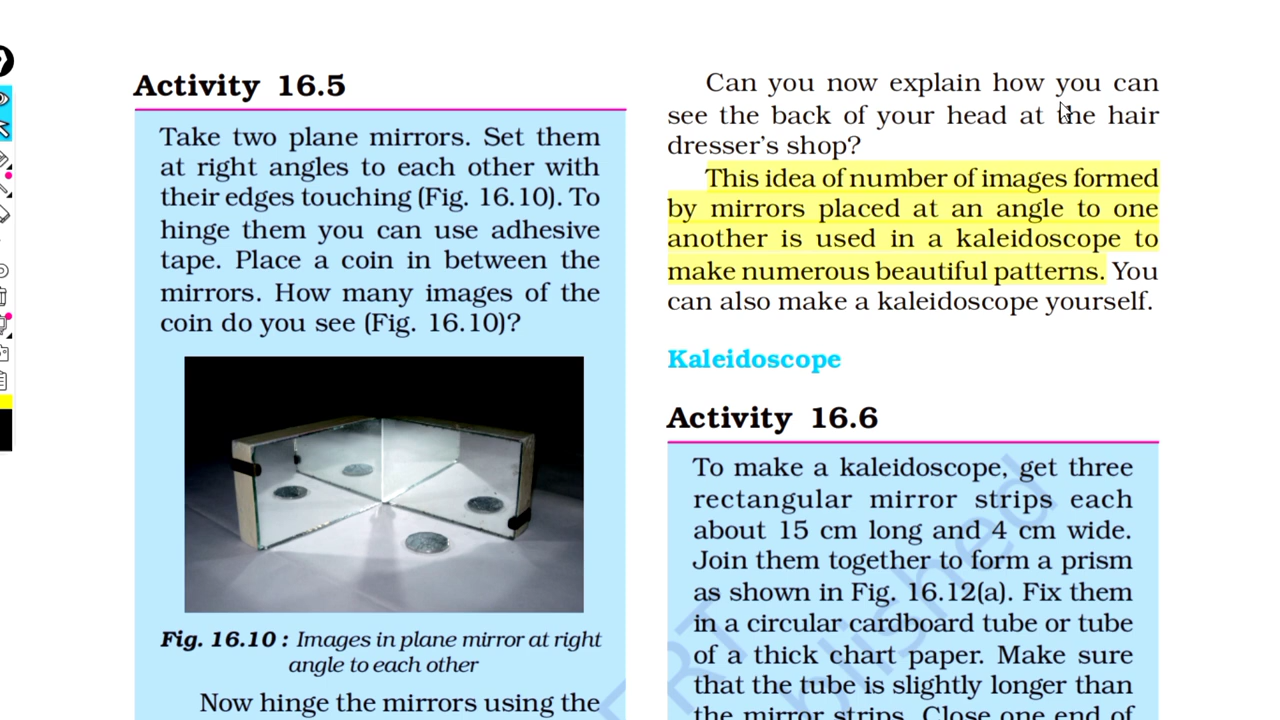 Activity 16.5
Take two plane mirrors. Set them
at right angles to each other with
their edges touching (Fig. 16.10). To
hinge them you can use adhesive
tape. Place a coin in between the
mirrors. How many images of the
coin do you see (Fig. 16.10)?
Fig. 16.10 : Images in plane mirror at right
angle to each other
Now hinge the mirrors using the
Can you now explain how you can
see the back of your head at the hair
dresser's shop?
This idea of number of images formed
by mirrors placed at an angle to one
another is used in a kaleidoscope to
make numerous beautiful patterns. You
can also make a kaleidoscope yourself.
Kaleidoscope
Activity 16.6
To make a kaleidoscope, get three
rectangular mirror strips each
about 15 cm long and 4 cm wide.
Join them together to form a prism
as shown in Fig. 16.12(a). Fix them
in a circular cardboard tube or tube
of a thick chart paper. Make sure
that the tube is slightly longer than
the mirror strips. Close one end of